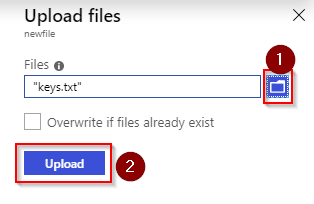 Upload files
newfile
Files
"keys.txt"
1
Overwrite if files already exist
Upload
2